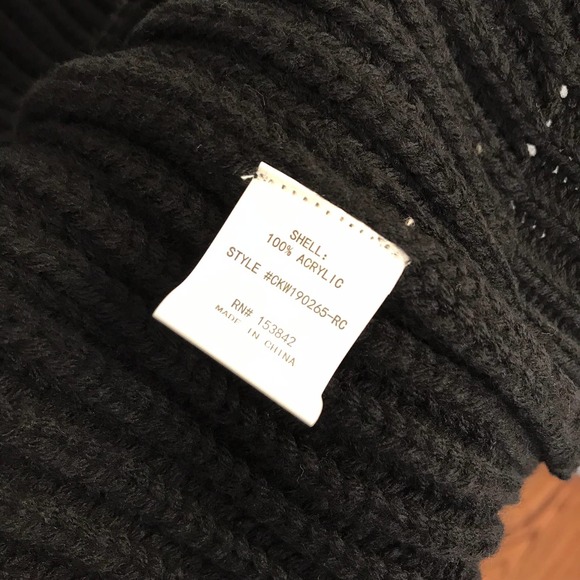 SHELL:
100% ACRYLIC
STYLE #CKW190265-RC
RN# 153842
MADE IN CHINA